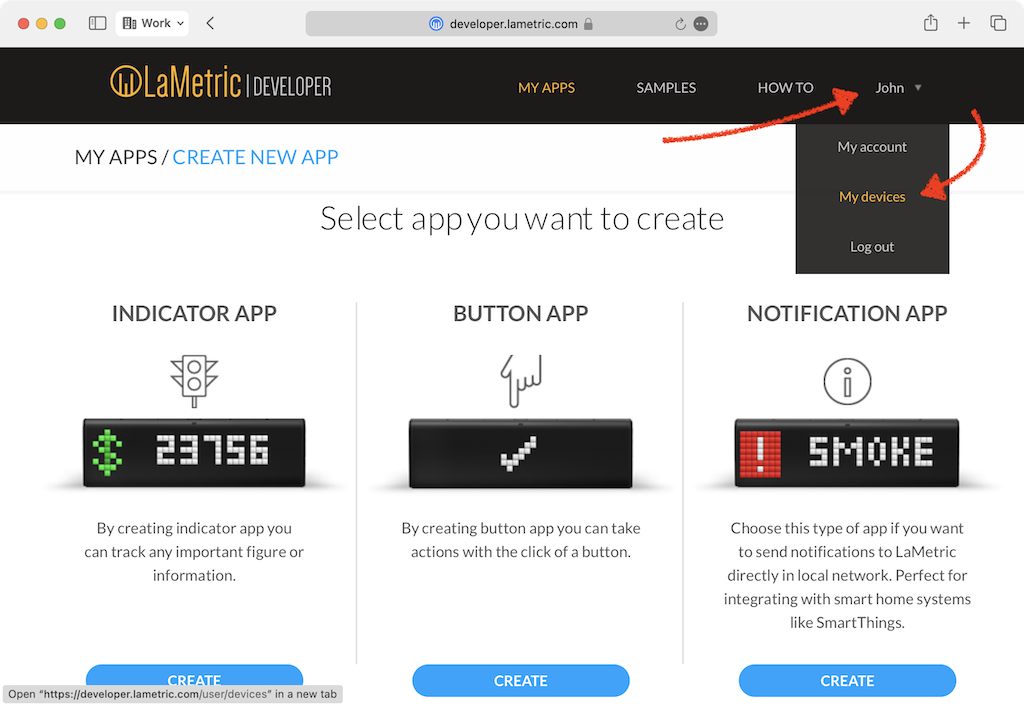 Work
developer.lametric.com
LaMetric | DEVELOPER
MY APPS
SAMPLES
HOW TO
John
My account
My devices
Log out
MY APPS / CREATE NEW APP
Select app you want to create
INDICATOR APP
23756
By creating indicator app you
can track any important figure or
information.
CREATE
BUTTON APP
By creating button app you can take
actions with the click of a button.
CREATE
NOTIFICATION APP
! SMOKE
Choose this type of app if you want
to send notifications to LaMetric
directly in local network. Perfect for
integrating with smart home systems
like SmartThings.
CREATE
Open "https://developer.lametric.com/user/devices" in a new tab